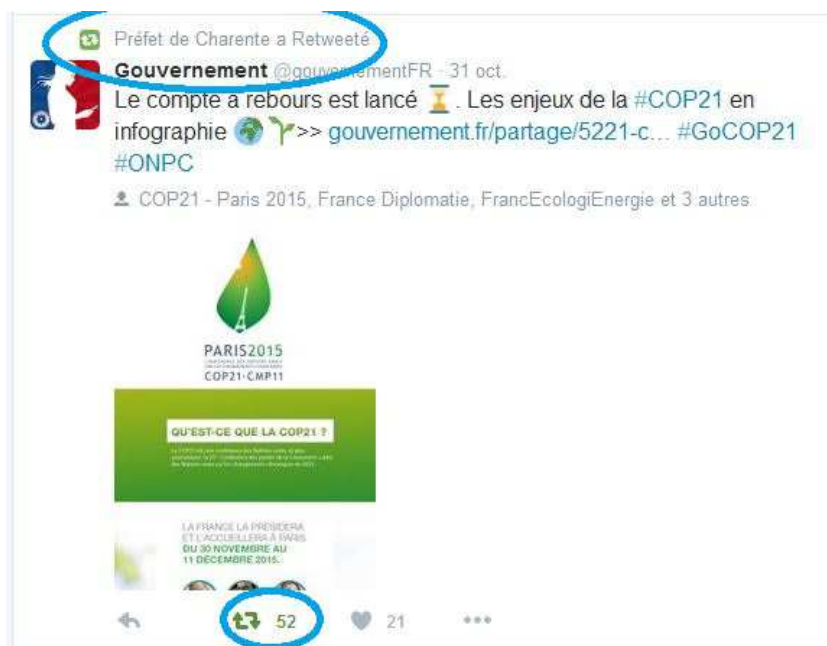 Préfet de Charente a Retweeté
Gouvernement @gouvernementFR - 31 oct.
Le compte a rebours est lancé ⏳. Les enjeux de la #COP21 en
infographie 🌍 🌱>> gouvernement.fr/partage/5221-c… #GoCOP21
#ONPC
COP21 - Paris 2015, France Diplomatie, FrancEcologiEnergie et 3 autres
PARIS2015
COP21·CMP11
QU'EST-CE QUE LA COP21 ?
LA FRANCE LA PRÉSIDERA
ET L'ACCUEILLERA À PARIS
DU 30 NOVEMBRE AU
11 DÉCEMBRE 2015.
52 21